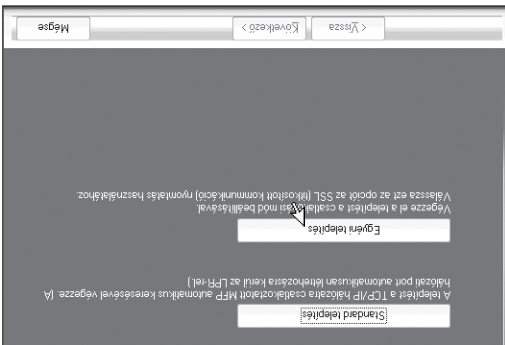 Standard telepítés
A telepítést a TCP/IP hálózatra csatlakoztatott MFP automatikus keresésével végezze. (A
hálózati port automatikusan létrehozásra kerül az LPR-rel.)
Egyéni telepítés
Végezze el a telepítést a csatlakozási mód beállításával.
Válassza ezt az opciót az SSL (titkosított kommunikáció) nyomtatás használatához.
< Vissza
Következő >
Mégse